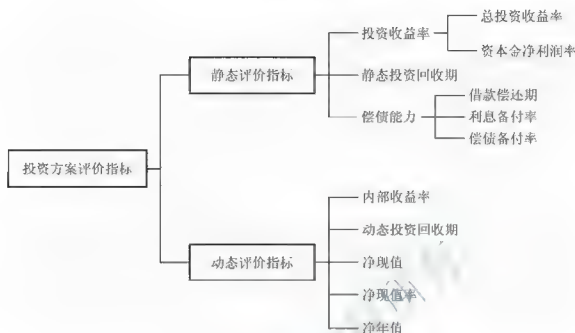 总投资收益率
投资收益率
资本金净利润率
静态评价指标
静态投资回收期
借款偿还期
偿债能力
利息备付率
偿债备付率
投资方案评价指标
内部收益率
动态投资回收期
动态评价指标
净现值
净现值率
净年值